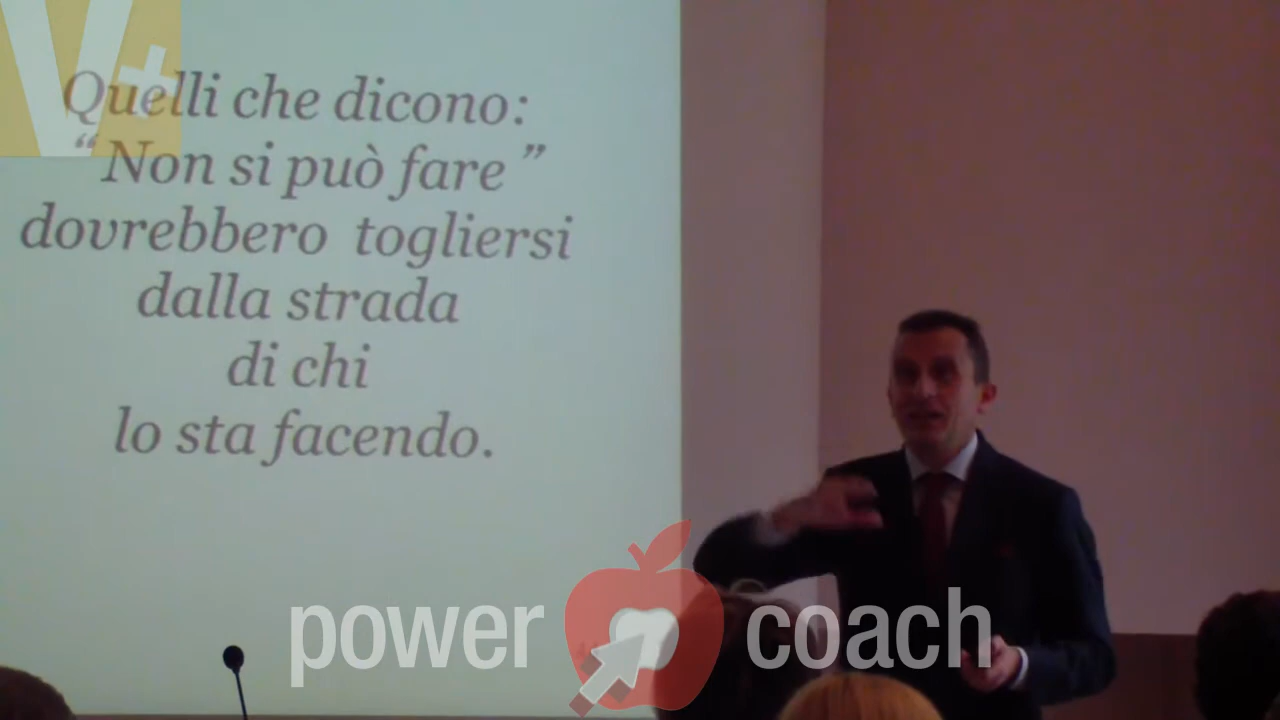 V+
Quelli che dicono:
“Non si può fare”
dovrebbero togliersi
dalla strada
di chi
lo sta facendo.
power coach